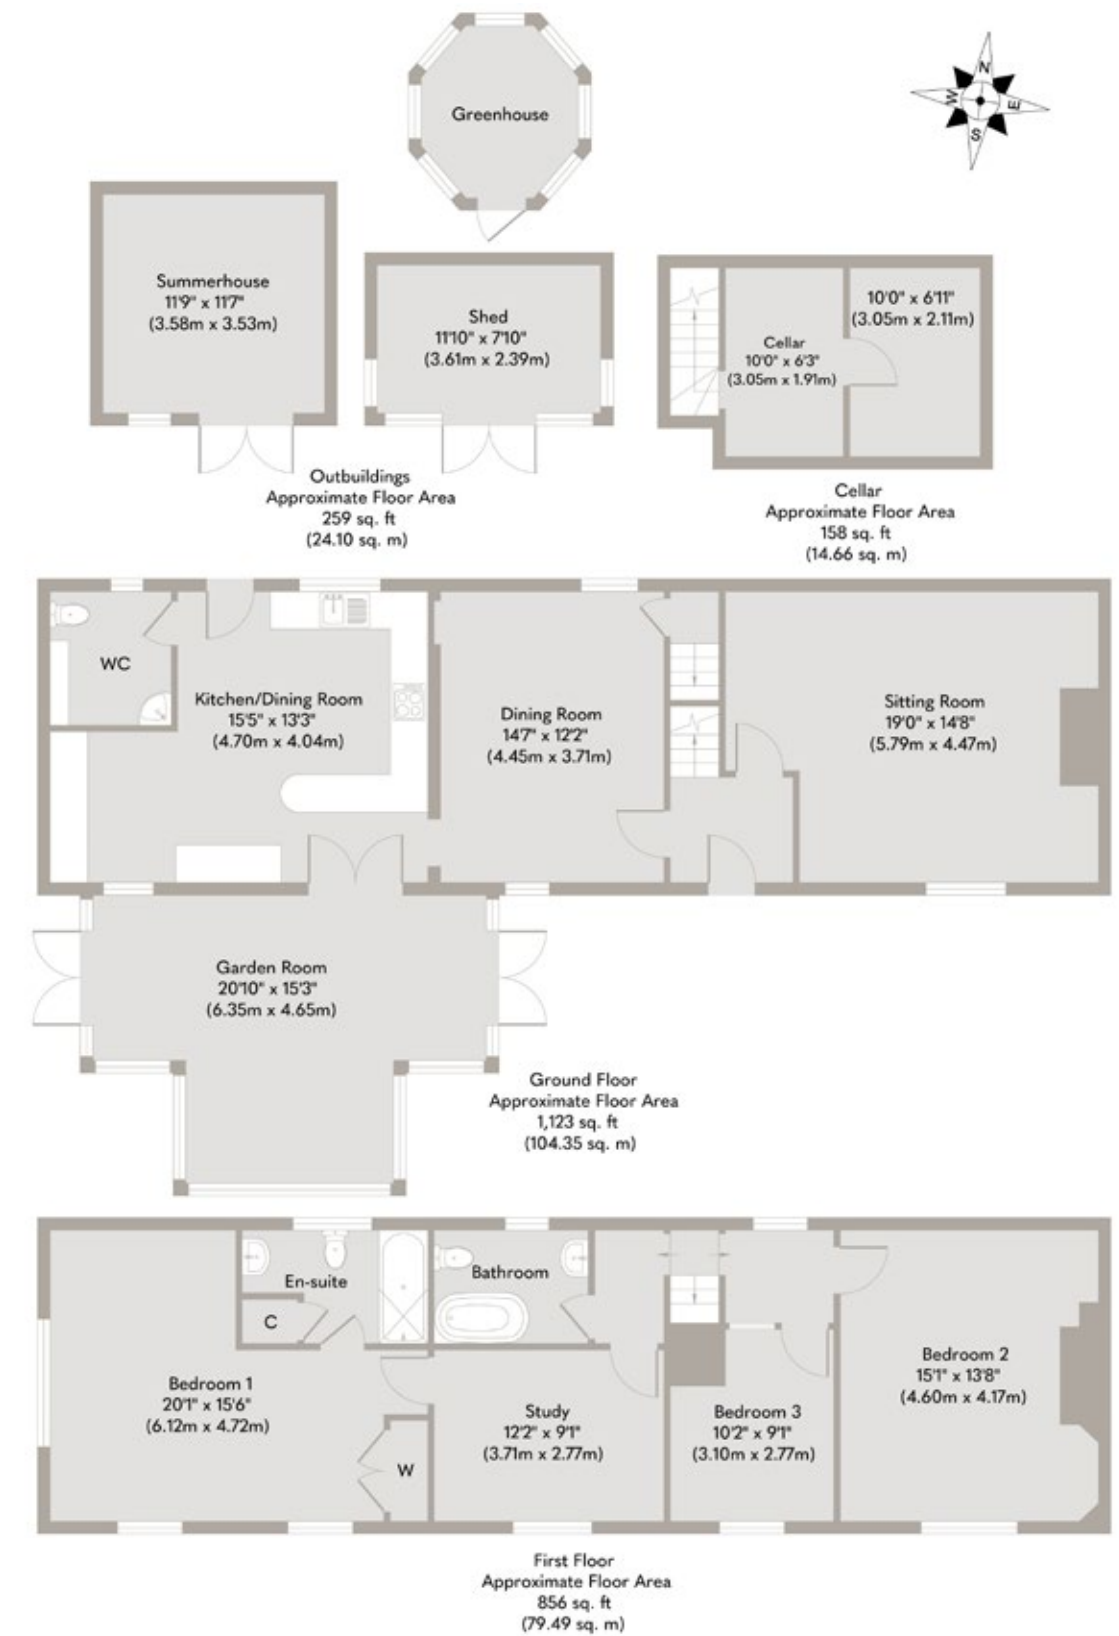 Greenhouse
N
W
E
S
Summerhouse
11'9" x 11'7"
(3.58m x 3.53m)
Shed
11'10" x 7'10"
(3.61m x 2.39m)
Cellar
10'0" x 6'3"
(3.05m x 1.91m)
10'0" x 6'11"
(3.05m x 2.11m)
Outbuildings
Approximate Floor Area
259 sq. ft
(24.10 sq. m)
Cellar
Approximate Floor Area
158 sq. ft
(14.66 sq. m)
WC
Kitchen/Dining Room
15'5" x 13'3"
(4.70m x 4.04m)
Dining Room
14'7" x 12'2"
(4.45m x 3.71m)
Sitting Room
19'0" x 14'8"
(5.79m x 4.47m)
Garden Room
20'10" x 15'3"
(6.35m x 4.65m)
Ground Floor
Approximate Floor Area
1,123 sq. ft
(104.35 sq. m)
En-suite
C
Bathroom
Bedroom 1
20'1" x 15'6"
(6.12m x 4.72m)
W
Study
12'2" x 9'1"
(3.71m x 2.77m)
Bedroom 3
10'2" x 9'1"
(3.10m x 2.77m)
Bedroom 2
15'1" x 13'8"
(4.60m x 4.17m)
First Floor
Approximate Floor Area
856 sq. ft
(79.49 sq. m)